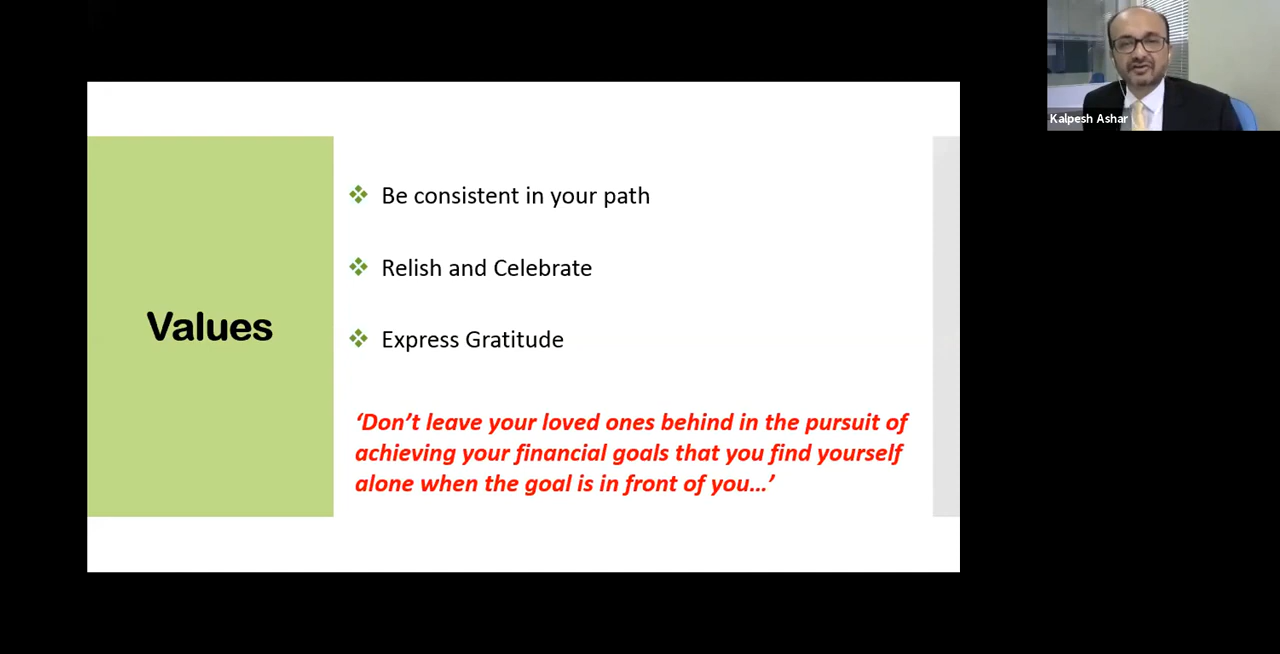 Kalpesh Ashar
Values
Be consistent in your path
Relish and Celebrate
Express Gratitude
‘Don’t leave your loved ones behind in the pursuit of
achieving your financial goals that you find yourself
alone when the goal is in front of you…’